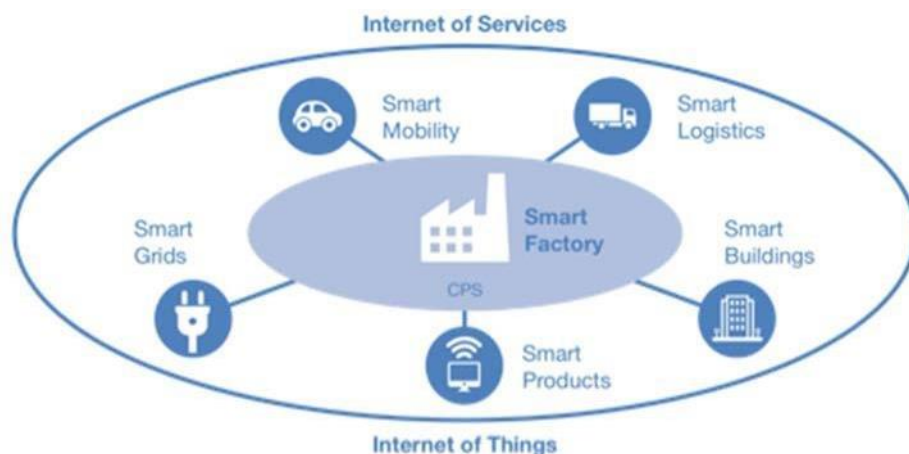 Internet of Services
Smart
Mobility
Smart
Logistics
Smart
Grids
Smart
Factory
CPS
Smart
Buildings
Smart
Products
Internet of Things